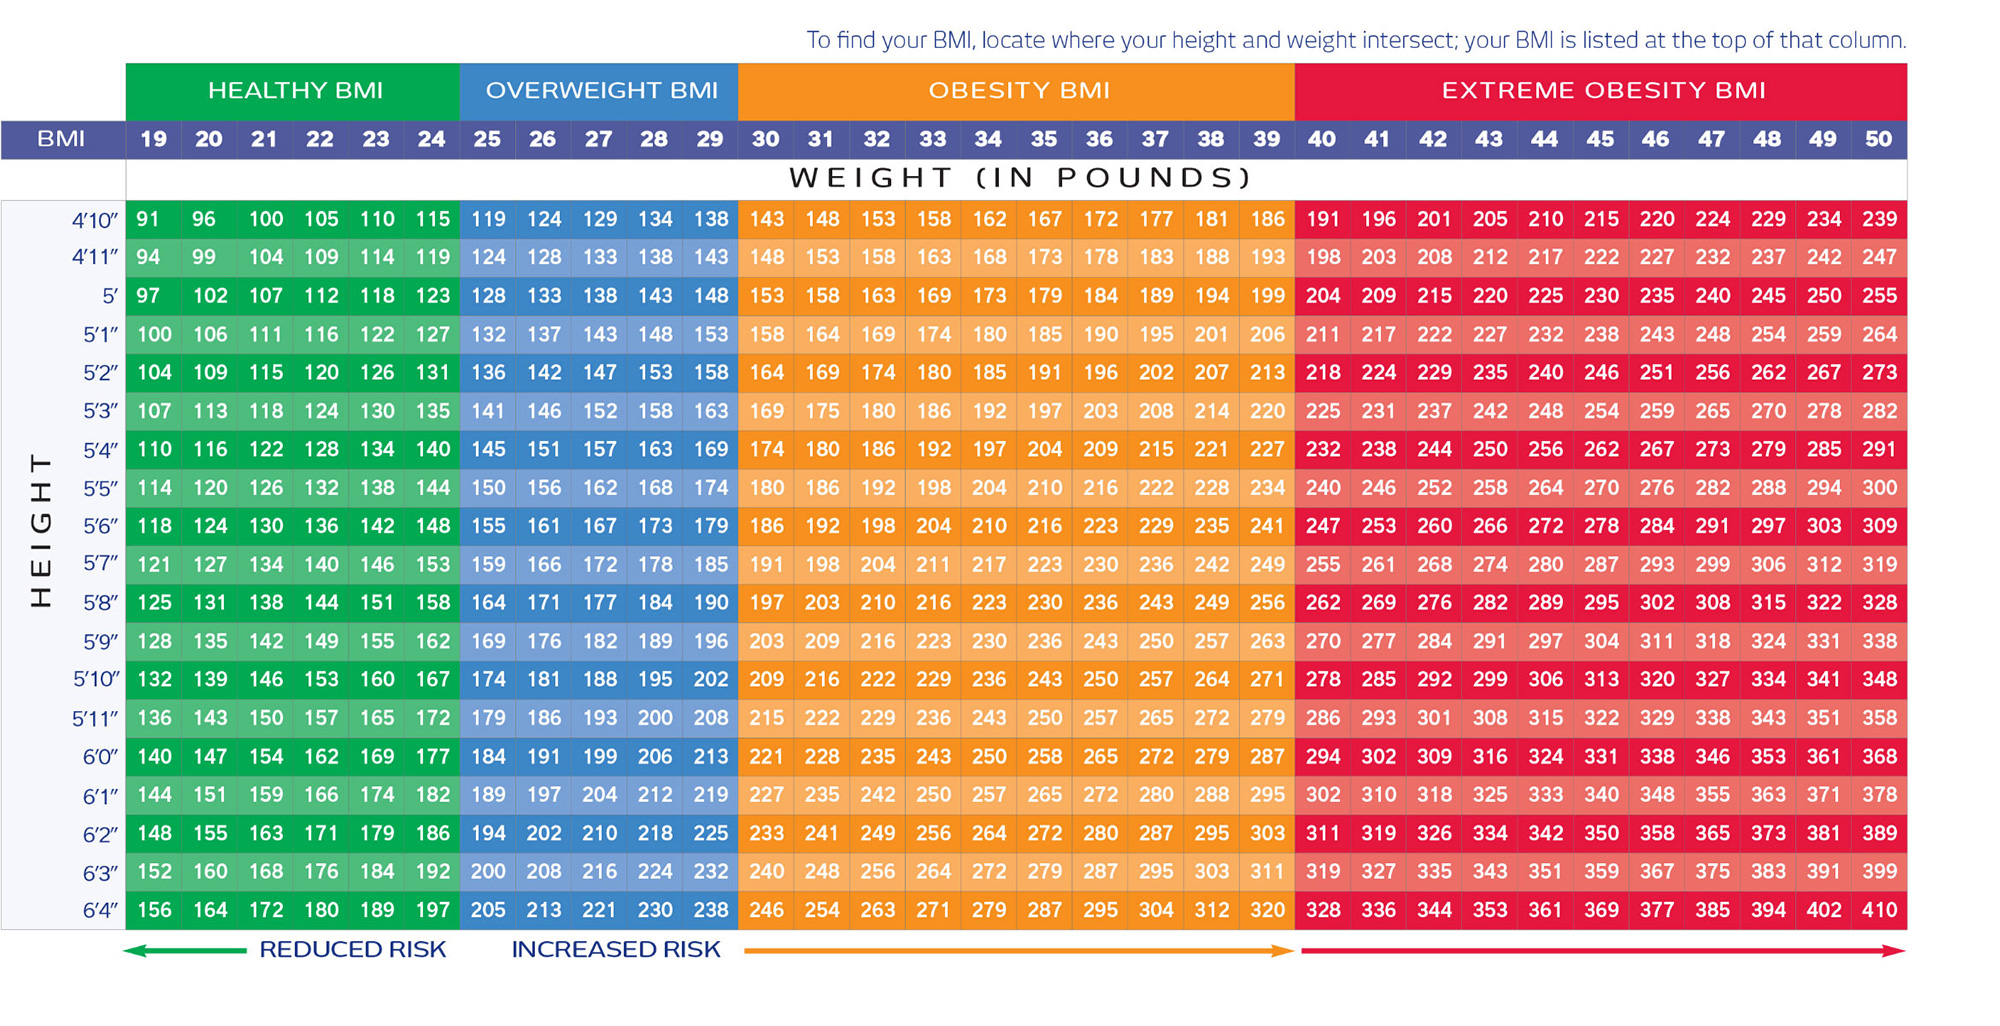 To find your BMI, locate where your height and weight intersect; your BMI is listed at the top of that column.
HEALTHY BMI OVERWEIGHT BMI OBESITY BMI EXTREME OBESITY BMI
BMI 19 20 21 22 23 24 25 26 27 28 29 30 31 32 33 34 35 36 37 38 39 40 41 42 43 44 45 46 47 48 49 50
WEIGHT (IN POUNDS)
HEIGHT
4’10” 91 96 100 105 110 115 119 124 129 134 138 143 148 153 158 162 167 172 177 181 186 191 196 201 205 210 215 220 224 229 234 239
4’11” 94 99 104 109 114 119 124 128 133 138 143 148 153 158 163 168 173 178 183 188 193 198 203 208 212 217 222 227 232 237 242 247
5’ 97 102 107 112 118 123 128 133 138 143 148 153 158 163 169 173 179 184 189 194 199 204 209 215 220 225 230 235 240 245 250 255
5’1” 100 106 111 116 122 127 132 137 143 148 153 158 164 169 174 180 185 190 195 201 206 211 217 222 227 232 238 243 248 254 259 264
5’2” 104 109 115 120 126 131 136 142 147 153 158 164 169 174 180 185 191 196 202 207 213 218 224 229 235 240 246 251 256 262 267 273
5’3” 107 113 118 124 130 135 141 146 152 158 163 169 175 180 186 192 197 203 208 214 220 225 231 237 242 248 254 259 265 270 278 282
5’4” 110 116 122 128 134 140 145 151 157 163 169 174 180 186 192 197 204 209 215 221 227 232 238 244 250 256 262 267 273 279 285 291
5’5” 114 120 126 132 138 144 150 156 162 168 174 180 186 192 198 204 210 216 222 228 234 240 246 252 258 264 270 276 282 288 294 300
5’6” 118 124 130 136 142 148 155 161 167 173 179 186 192 198 204 210 216 223 229 235 241 247 253 260 266 272 278 284 291 297 303 309
5’7” 121 127 134 140 146 153 159 166 172 178 185 191 198 204 211 217 223 230 236 242 249 255 261 268 274 280 287 293 299 306 312 319
5’8” 125 131 138 144 151 158 164 171 177 184 190 197 203 210 216 223 230 236 243 249 256 262 269 276 282 289 295 302 308 315 322 328
5’9” 128 135 142 149 155 162 169 176 182 189 196 203 209 216 223 230 236 243 250 257 263 270 277 284 291 297 304 311 318 324 331 338
5’10” 132 139 146 153 160 167 174 181 188 195 202 209 216 222 229 236 243 250 257 264 271 278 285 292 299 306 313 320 327 334 341 348
5’11” 136 143 150 157 165 172 179 186 193 200 208 215 222 229 236 243 250 257 265 272 279 286 293 301 308 315 322 329 338 343 351 358
6’0” 140 147 154 162 169 177 184 191 199 206 213 221 228 235 243 250 258 265 272 279 287 294 302 309 316 324 331 338 346 353 361 368
6’1” 144 151 159 166 174 182 189 197 204 212 219 227 235 242 250 257 265 272 280 288 295 302 310 318 325 333 340 348 355 363 371 378
6’2” 148 155 163 171 179 186 194 202 210 218 225 233 241 249 256 264 272 280 287 295 303 311 319 326 334 342 350 358 365 373 381 389
6’3” 152 160 168 176 184 192 200 208 216 224 232 240 248 256 264 272 279 287 295 303 311 319 327 335 343 351 359 367 375 383 391 399
6’4” 156 164 172 180 189 197 205 213 221 230 238 246 254 263 271 279 287 295 304 312 320 328 336 344 353 361 369 377 385 394 402 410
REDUCED RISK INCREASED RISK